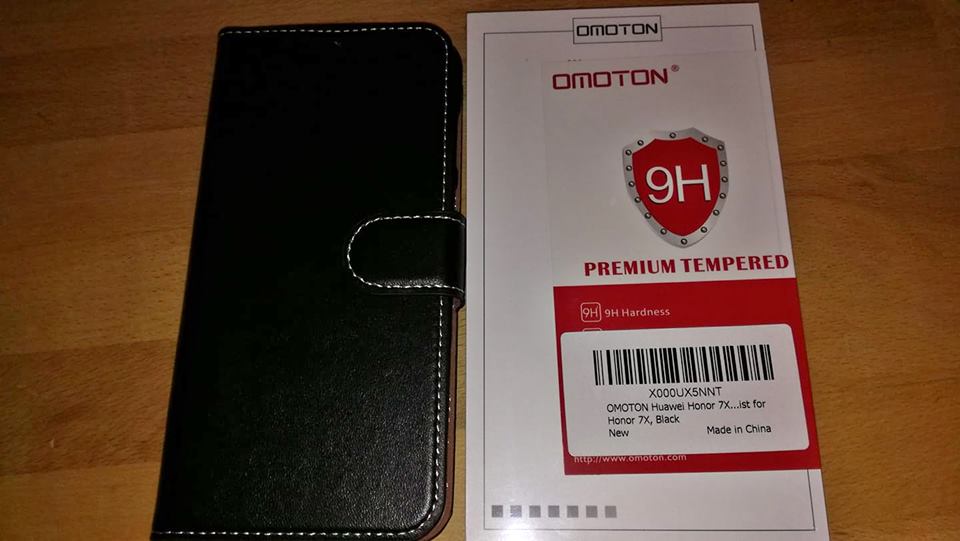 OMOTON
OMOTON®
9H
PREMIUM TEMPERED
9H 9H Hardness
X000UX5NNT
OMOTON Huawei Honor 7X...ist for
Honor 7X, Black
New Made in China
http://www.omoton.com